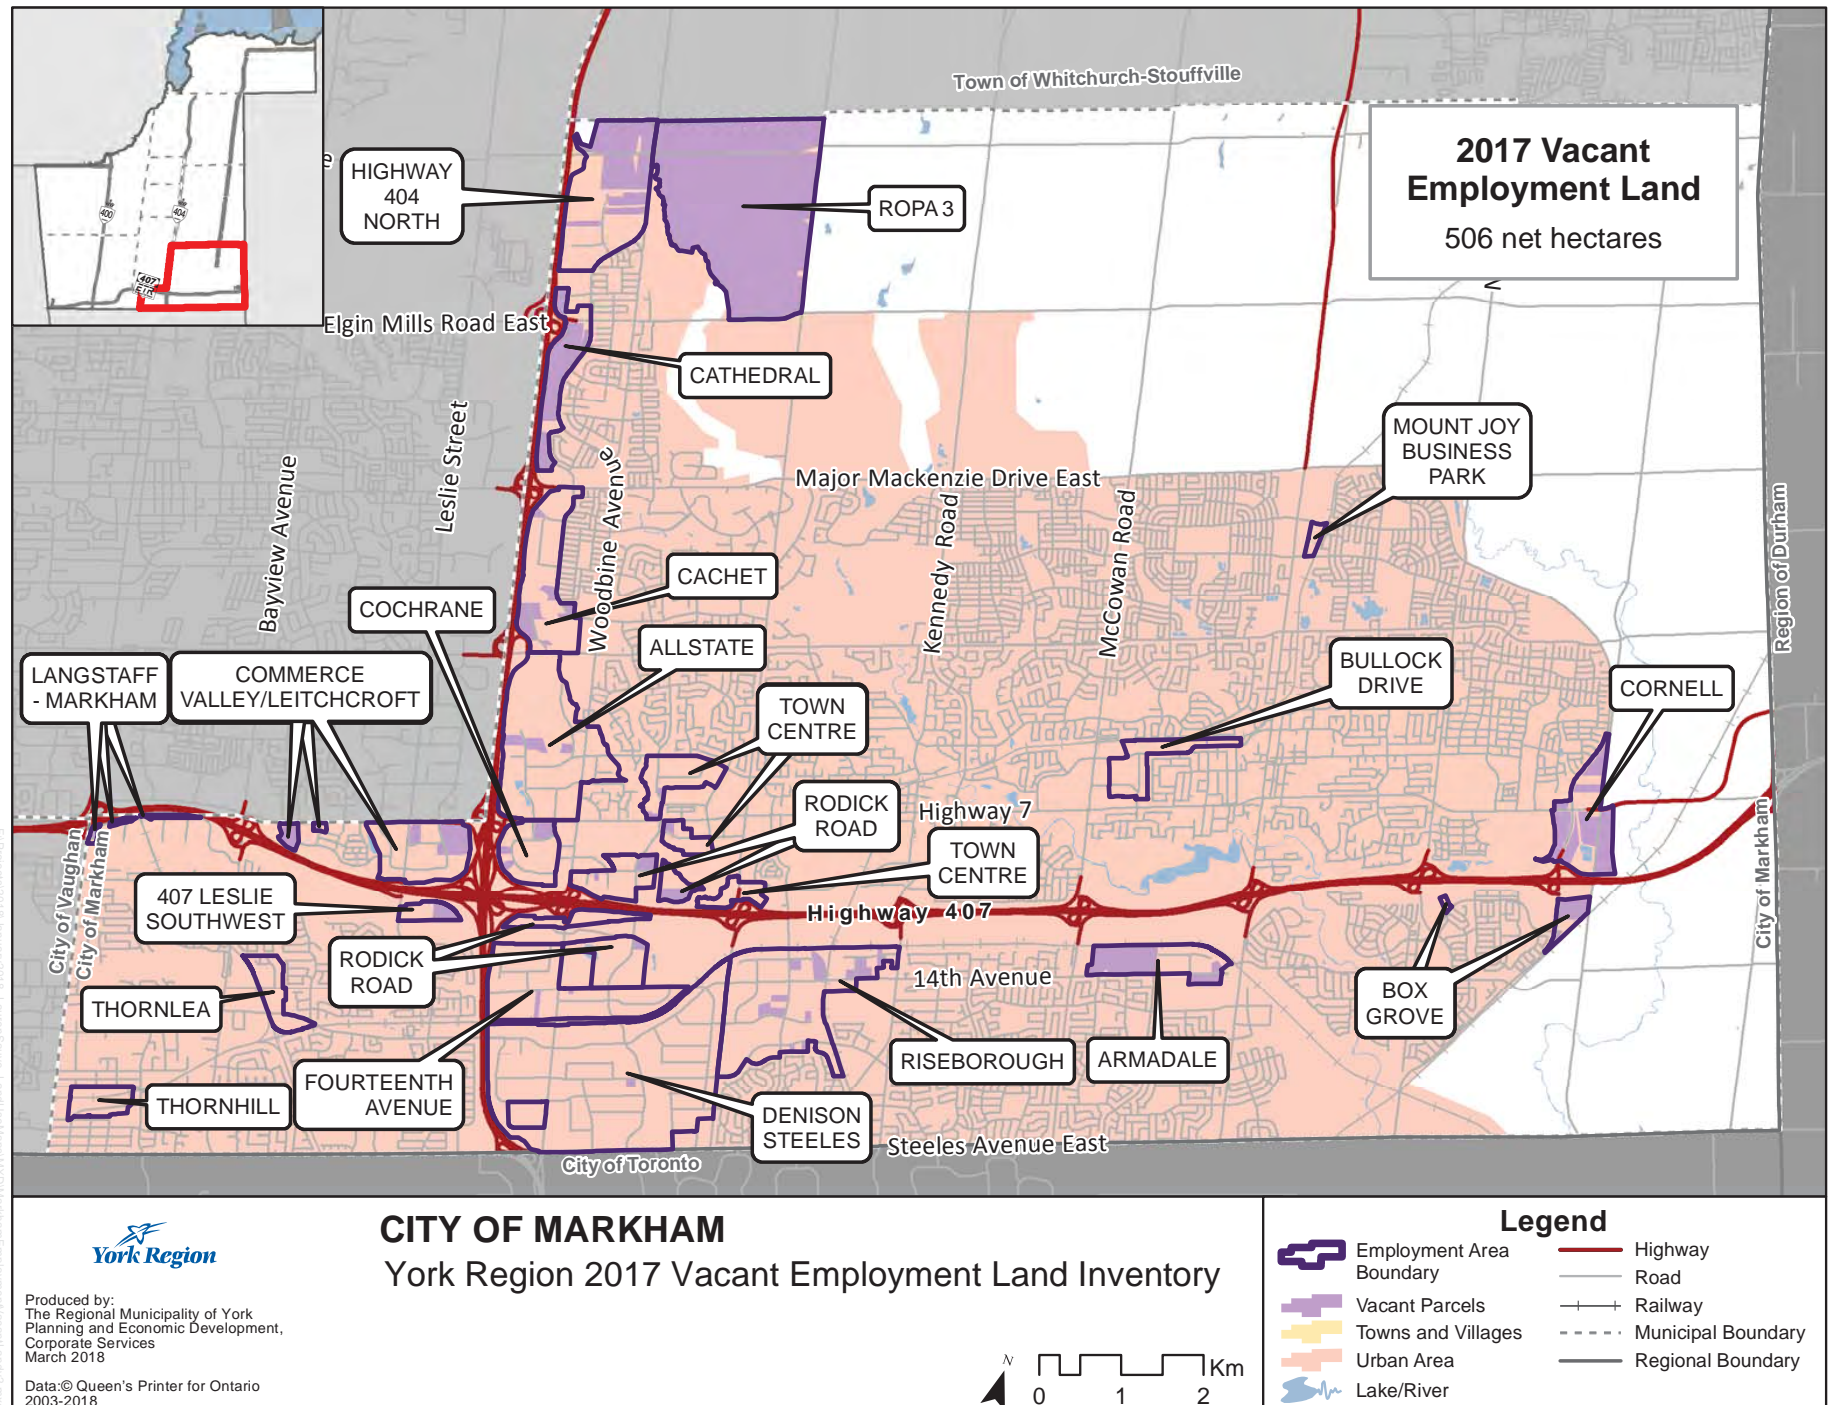 Town of Whitchurch-Stouffville
2017 Vacant
Employment Land
506 net hectares
400
404
407
ETR
HIGHWAY
404
NORTH
ROPA 3
Elgin Mills Road East
CATHEDRAL
Leslie Street
Bayview Avenue
Woodbine Avenue
Major Mackenzie Drive East
Kennedy Road
McCowan Road
MOUNT JOY
BUSINESS
PARK
Region of Durham
CACHET
COCHRANE
ALLSTATE
LANGSTAFF
- MARKHAM
COMMERCE
VALLEY/LEITCHCROFT
TOWN
CENTRE
BULLOCK
DRIVE
CORNELL
RODICK
ROAD
Highway 7
TOWN
CENTRE
City of Vaughan
City of Markham
City of Markham
407 LESLIE
SOUTHWEST
Highway 407
RODICK
ROAD
14th Avenue
THORNLEA
BOX
GROVE
RISEBOROUGH
ARMADALE
FOURTEENTH
AVENUE
THORNHILL
DENISON
STEELES
Steeles Avenue East
City of Toronto
York Region
Produced by:
The Regional Municipality of York
Planning and Economic Development,
Corporate Services
March 2018
Data:© Queen's Printer for Ontario
2003-2018
CITY OF MARKHAM
York Region 2017 Vacant Employment Land Inventory
N
Km
0 1 2
Legend
Employment Area
Boundary
Vacant Parcels
Towns and Villages
Urban Area
Lake/River
Highway
Road
Railway
Municipal Boundary
Regional Boundary